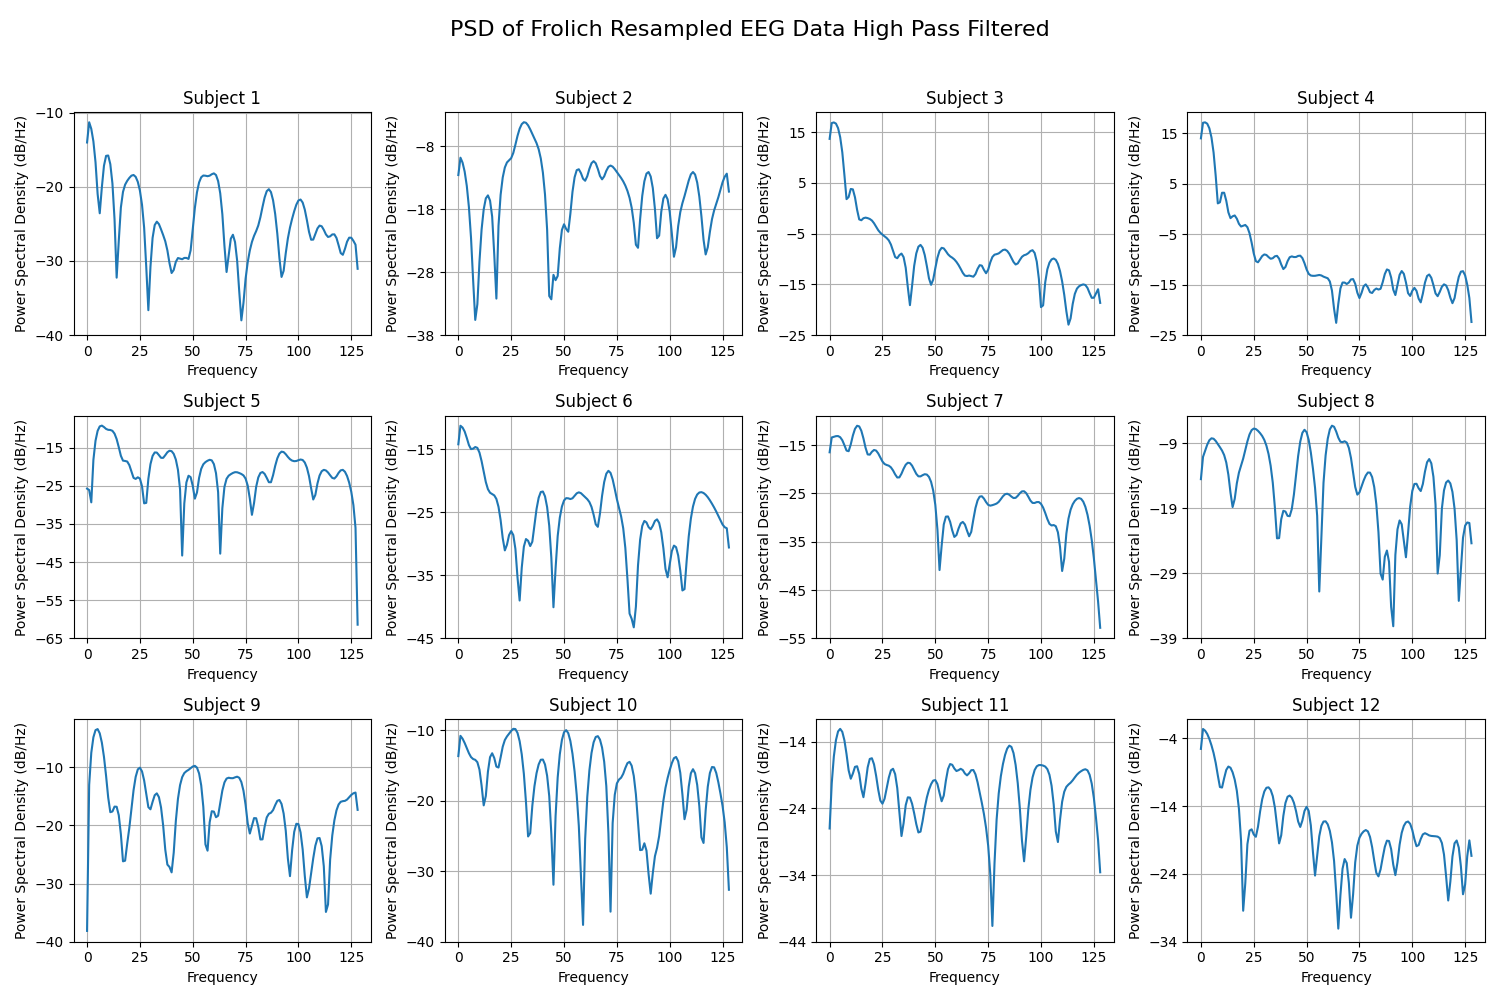 PSD of Frolich Resampled EEG Data High Pass Filtered
Subject 1
Subject 2
Subject 3
Subject 4
Power Spectral Density (dB/Hz)
−10
−20
−30
−40
0 25 50 75 100 125
Frequency
Power Spectral Density (dB/Hz)
−8
−18
−28
−38
0 25 50 75 100 125
Frequency
Power Spectral Density (dB/Hz)
15
5
−5
−15
−25
0 25 50 75 100 125
Frequency
Power Spectral Density (dB/Hz)
15
5
−5
−15
−25
0 25 50 75 100 125
Frequency
Subject 5
Subject 6
Subject 7
Subject 8
Power Spectral Density (dB/Hz)
−15
−25
−35
−45
−55
−65
0 25 50 75 100 125
Frequency
Power Spectral Density (dB/Hz)
−15
−25
−35
−45
0 25 50 75 100 125
Frequency
Power Spectral Density (dB/Hz)
−15
−25
−35
−45
−55
0 25 50 75 100 125
Frequency
Power Spectral Density (dB/Hz)
−9
−19
−29
−39
0 25 50 75 100 125
Frequency
Subject 9
Subject 10
Subject 11
Subject 12
Power Spectral Density (dB/Hz)
−10
−20
−30
−40
0 25 50 75 100 125
Frequency
Power Spectral Density (dB/Hz)
−10
−20
−30
−40
0 25 50 75 100 125
Frequency
Power Spectral Density (dB/Hz)
−14
−24
−34
−44
0 25 50 75 100 125
Frequency
Power Spectral Density (dB/Hz)
−4
−14
−24
−34
0 25 50 75 100 125
Frequency